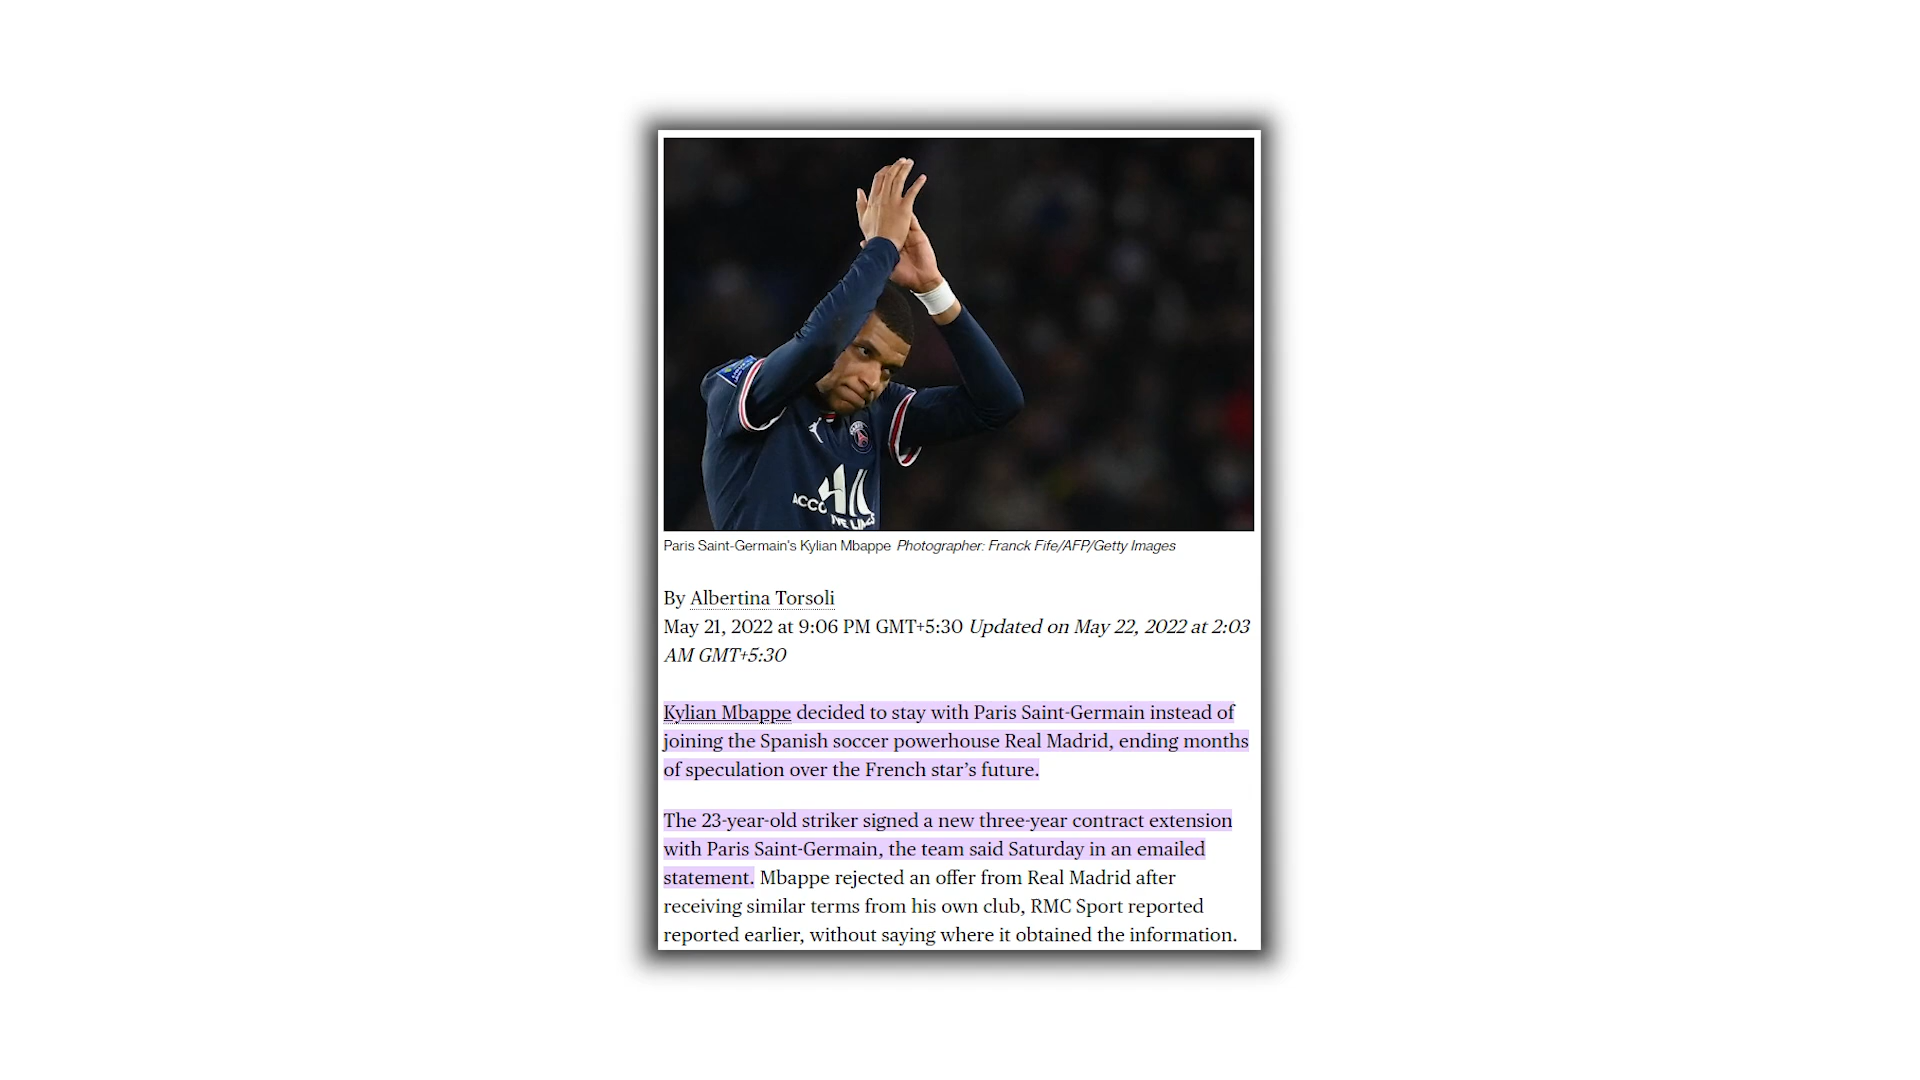 ACCO
VE LIM
Paris Saint-Germain's Kylian Mbappe Photographer: Franck Fife/AFP/Getty Images
By Albertina Torsoli
May 21, 2022 at 9:06 PM GMT+5:30 Updated on May 22, 2022 at 2:03
AM GMT+5:30
Kylian Mbappe decided to stay with Paris Saint-Germain instead of
joining the Spanish soccer powerhouse Real Madrid, ending months
of speculation over the French star’s future.
The 23-year-old striker signed a new three-year contract extension
with Paris Saint-Germain, the team said Saturday in an emailed
statement. Mbappe rejected an offer from Real Madrid after
receiving similar terms from his own club, RMC Sport reported
reported earlier, without saying where it obtained the information.